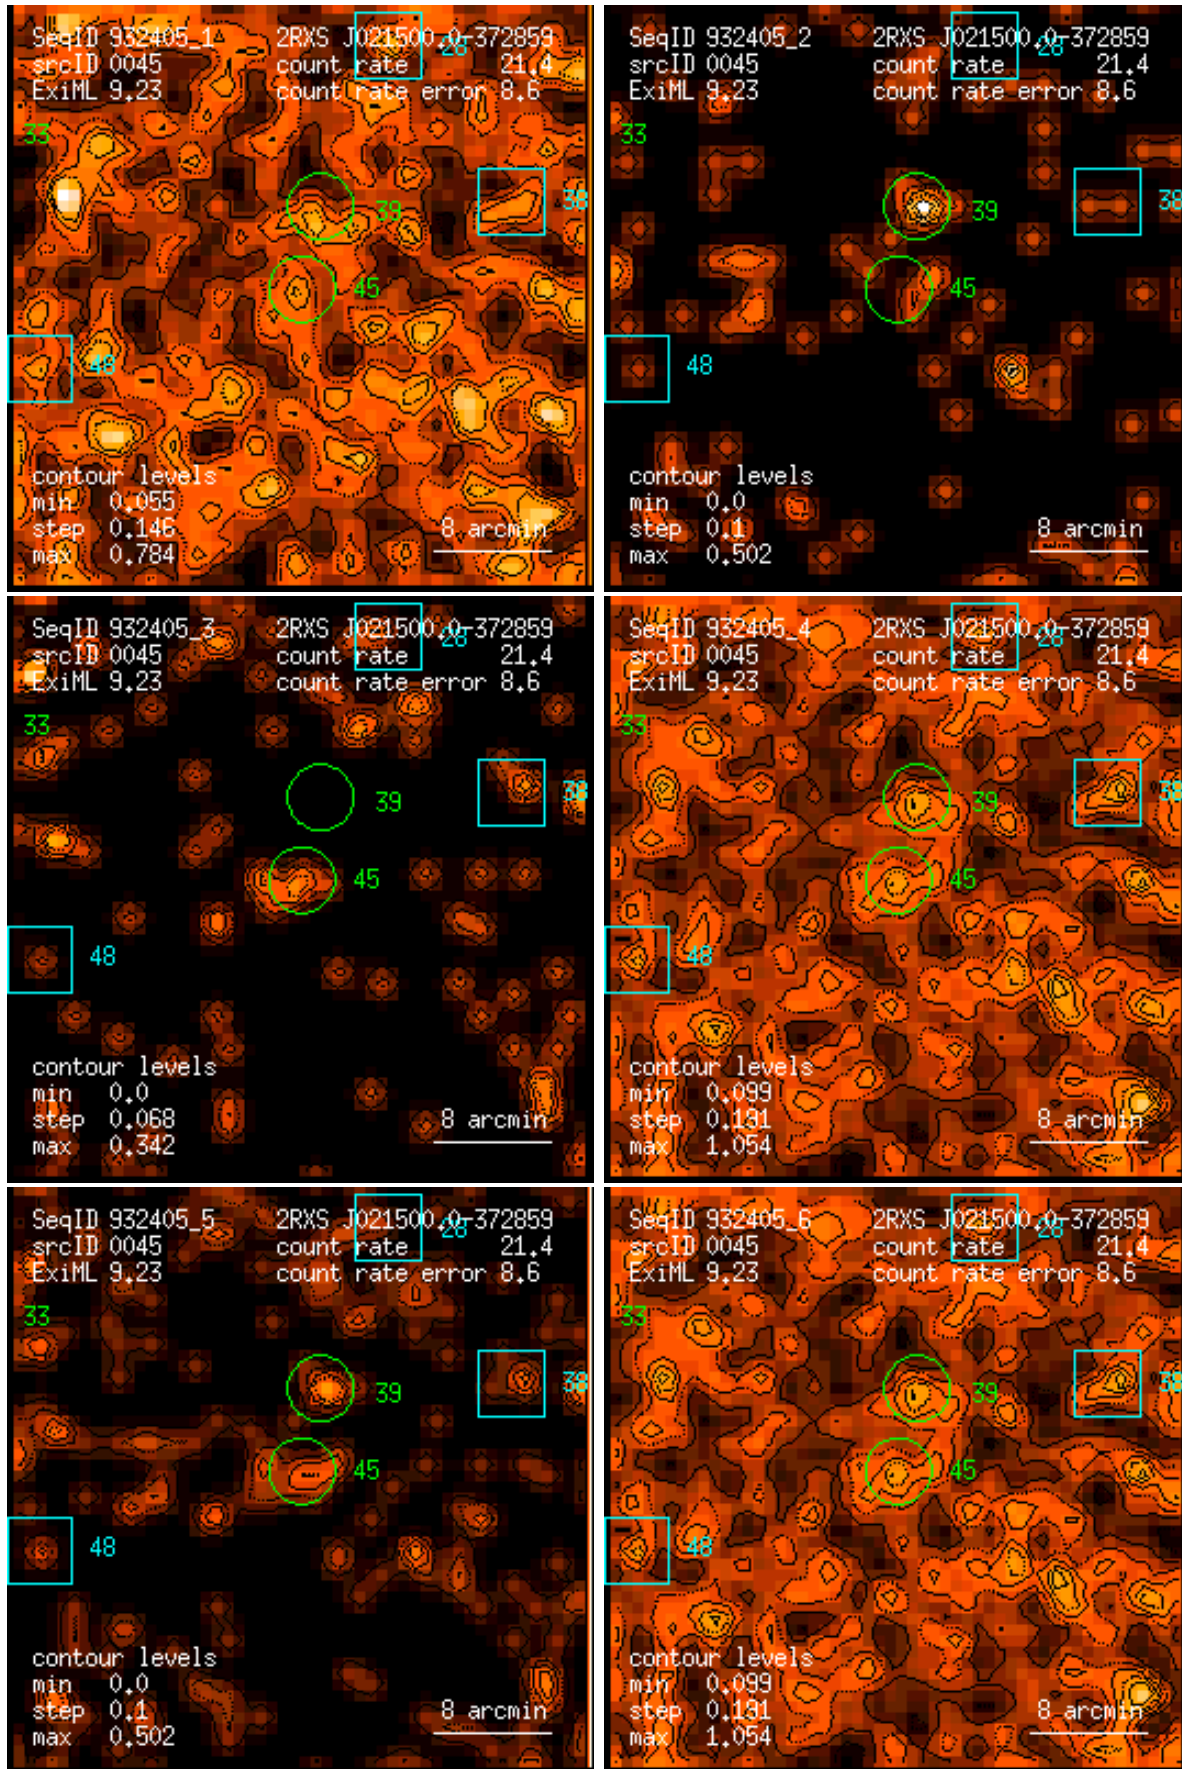 SeqID 932405_1 2RXS J021500.0-372859
28
srcID 0045 count rate 21.4
ExiML 9.23 count rate error 8.6
33
38
39
45
48
contour levels
min 0.055
step 0.146
max 0.784
8 arcmin
SeqID 932405_2 2RXS J021500.0-372859
28
srcID 0045 count rate 21.4
ExiML 9.23 count rate error 8.6
33
38
39
45
48
contour levels
min 0.0
step 0.1
max 0.502
8 arcmin
SeqID 932405_3 2RXS J021500.0-372859
28
srcID 0045 count rate 21.4
ExiML 9.23 count rate error 8.6
33
38
39
45
48
contour levels
min 0.0
step 0.068
max 0.342
8 arcmin
SeqID 932405_4 2RXS J021500.0-372859
28
srcID 0045 count rate 21.4
ExiML 9.23 count rate error 8.6
33
38
39
45
48
contour levels
min 0.099
step 0.191
max 1.054
8 arcmin
SeqID 932405_5 2RXS J021500.0-372859
28
srcID 0045 count rate 21.4
ExiML 9.23 count rate error 8.6
33
38
39
45
48
contour levels
min 0.0
step 0.1
max 0.502
8 arcmin
SeqID 932405_6 2RXS J021500.0-372859
28
srcID 0045 count rate 21.4
ExiML 9.23 count rate error 8.6
33
38
39
45
48
contour levels
min 0.099
step 0.191
max 1.054
8 arcmin